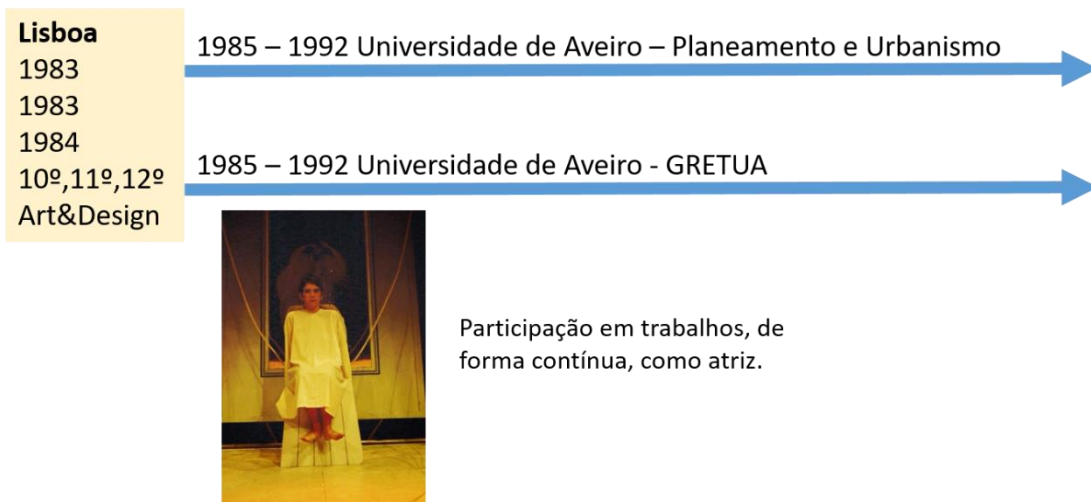 Lisboa
1983
1983
1984
10º,11º,12º
Art&Design
1985 – 1992 Universidade de Aveiro – Planeamento e Urbanismo
1985 – 1992 Universidade de Aveiro - GRETUA
Participação em trabalhos, de
forma contínua, como atriz.